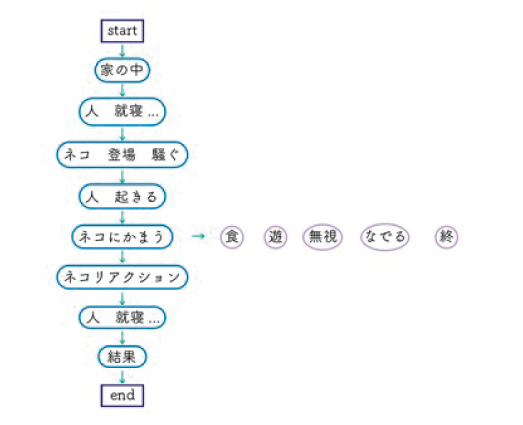 start
家の中
人 就寝...
ネコ 登場 騒ぐ
人 起きる
ネコにかまう → 食 遊 無視 なでる 終
ネコリアクション
人 就寝...
結果
end